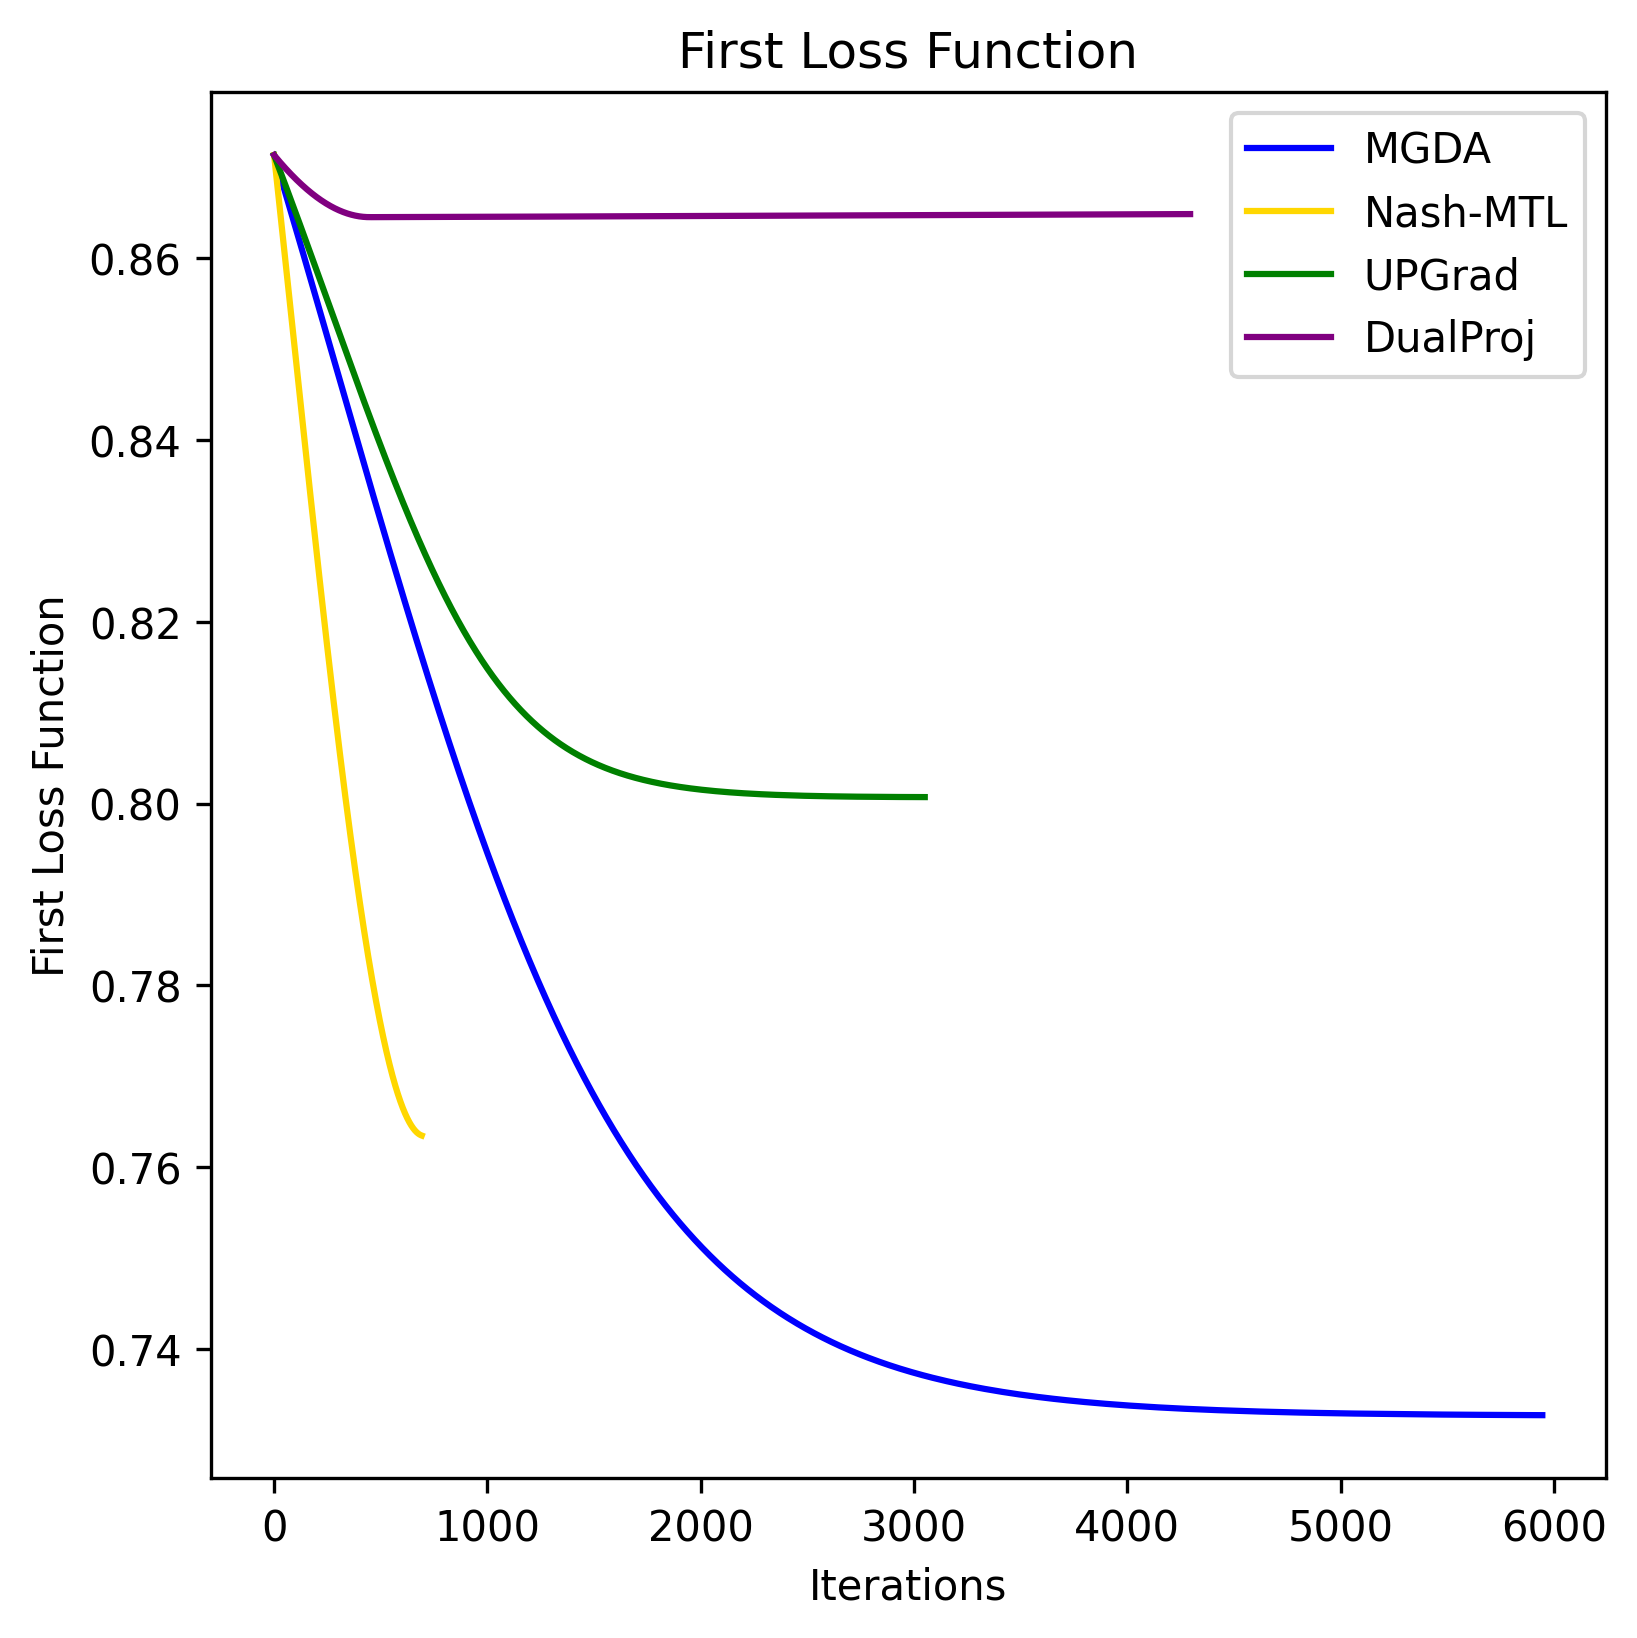 First Loss Function
MGDA
Nash-MTL
UPGrad
DualProj
First Loss Function
0.86
0.84
0.82
0.80
0.78
0.76
0.74
0 1000 2000 3000 4000 5000 6000
Iterations